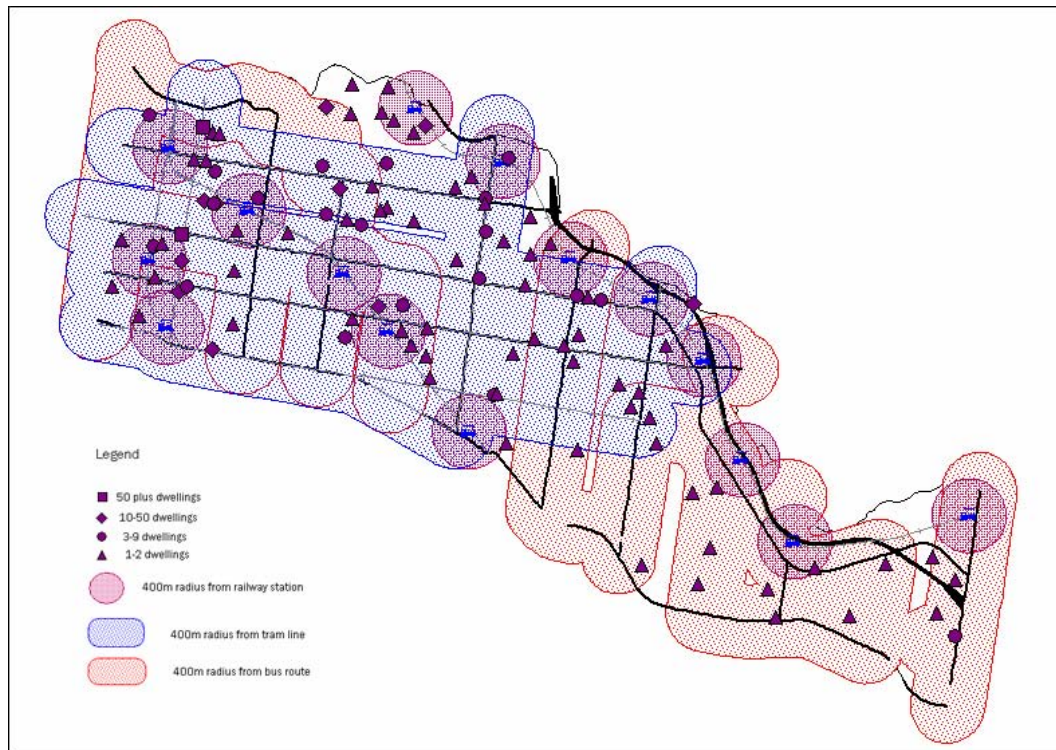 Legend
50 plus dwellings
10-50 dwellings
3-9 dwellings
1-2 dwellings
400m radius from railway station
400m radius from tram line
400m radius from bus route